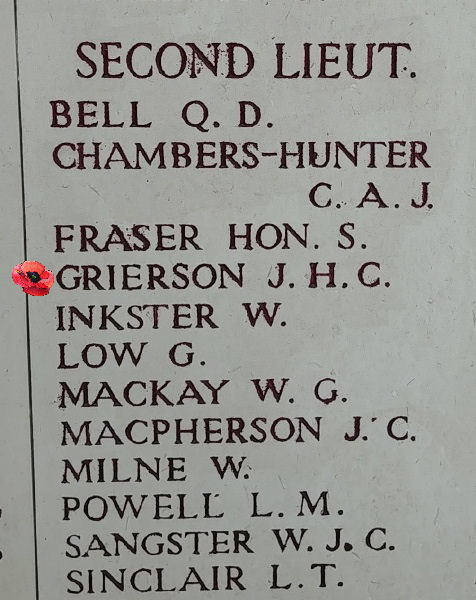 SECOND LIEUT.
BELL Q. D.
CHAMBERS-HUNTER
C. A. J.
FRASER HON. S.
GRIERSON J. H. C.
INKSTER W.
LOW G.
MACKAY W. G.
MACPHERSON J. C.
MILNE W.
POWELL L. M.
SANGSTER W. J. C.
SINCLAIR L. T.